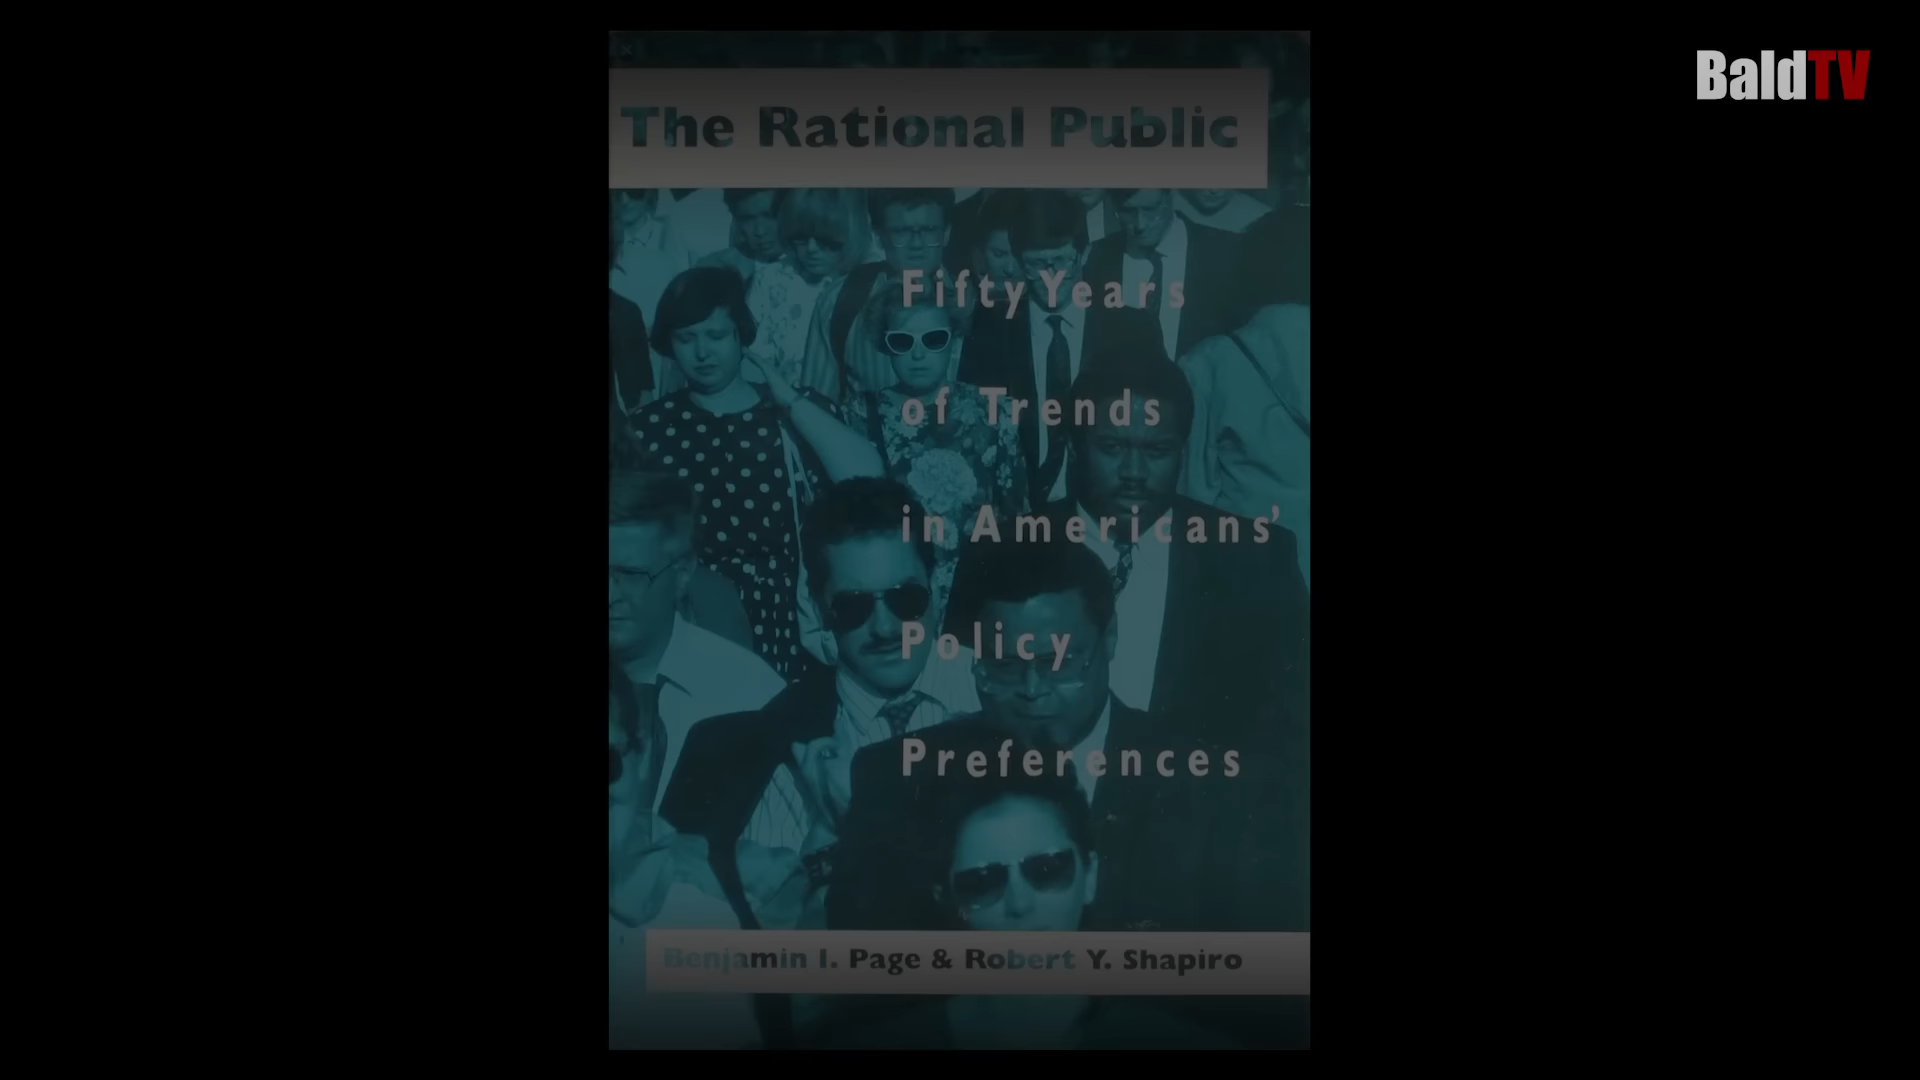 BaldTV
The Rational Public
Fifty Years
of Trends
in Americans’
Policy
Preferences
Benjamin I. Page & Robert Y. Shapiro